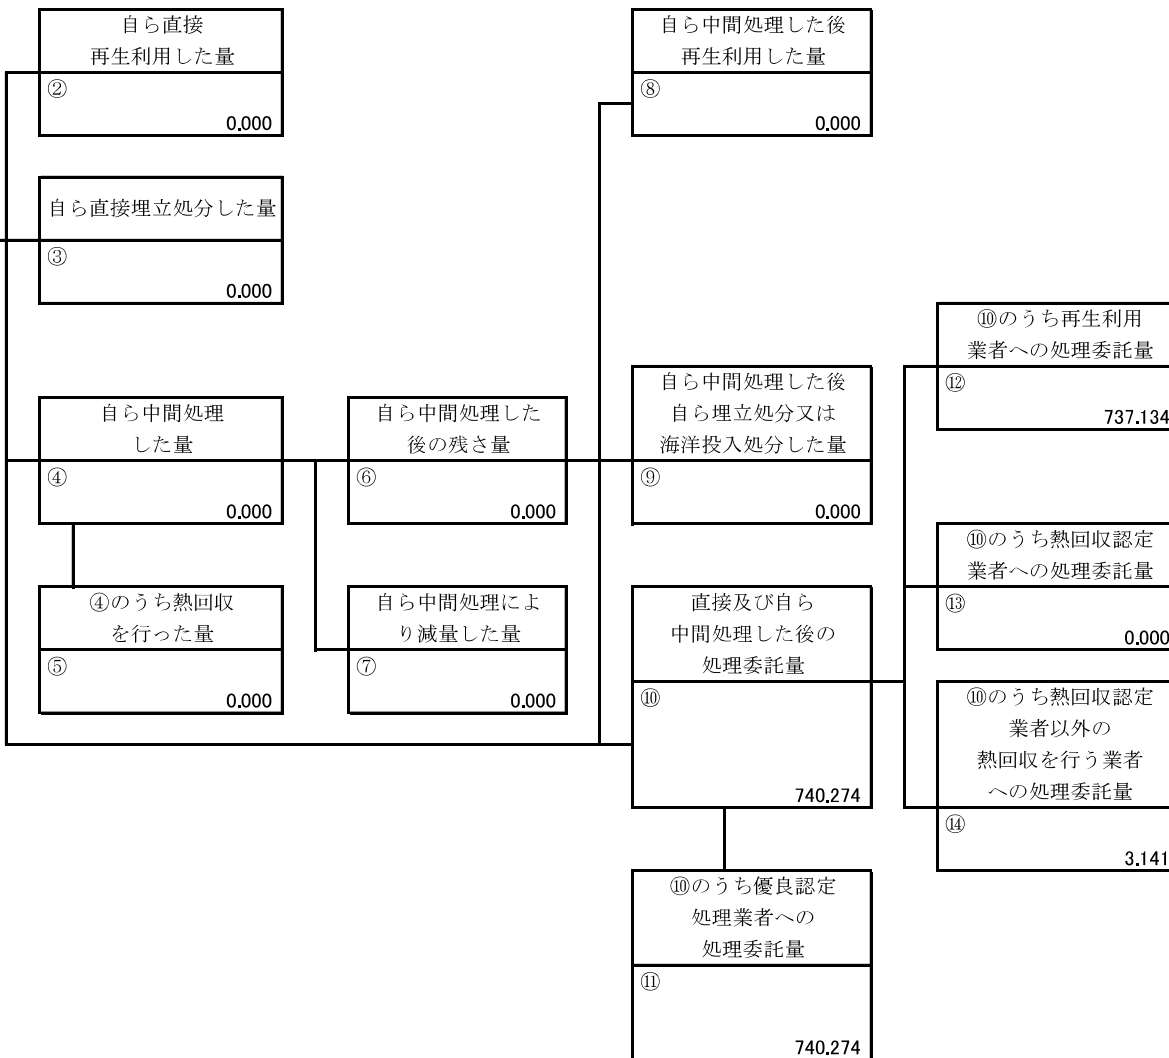 自ら直接
再生利用した量
②
0.000
自ら中間処理した後
再生利用した量
⑧
0.000
自ら直接埋立処分した量
③
0.000
自ら中間処理
した量
④
0.000
自ら中間処理した
後の残さ量
⑥
0.000
自ら中間処理した後
自ら埋立処分又は
海洋投入処分した量
⑨
0.000
⑩のうち再生利用
業者への処理委託量
⑫
737.134
④のうち熱回収
を行った量
⑤
0.000
自ら中間処理によ
り減量した量
⑦
0.000
直接及び自ら
中間処理した後の
処理委託量
⑩
740.274
⑩のうち熱回収認定
業者への処理委託量
⑬
0.000
⑩のうち熱回収認定
業者以外の
熱回収を行う業者
への処理委託量
⑭
3.141
⑩のうち優良認定
処理業者への
処理委託量
⑪
740.274